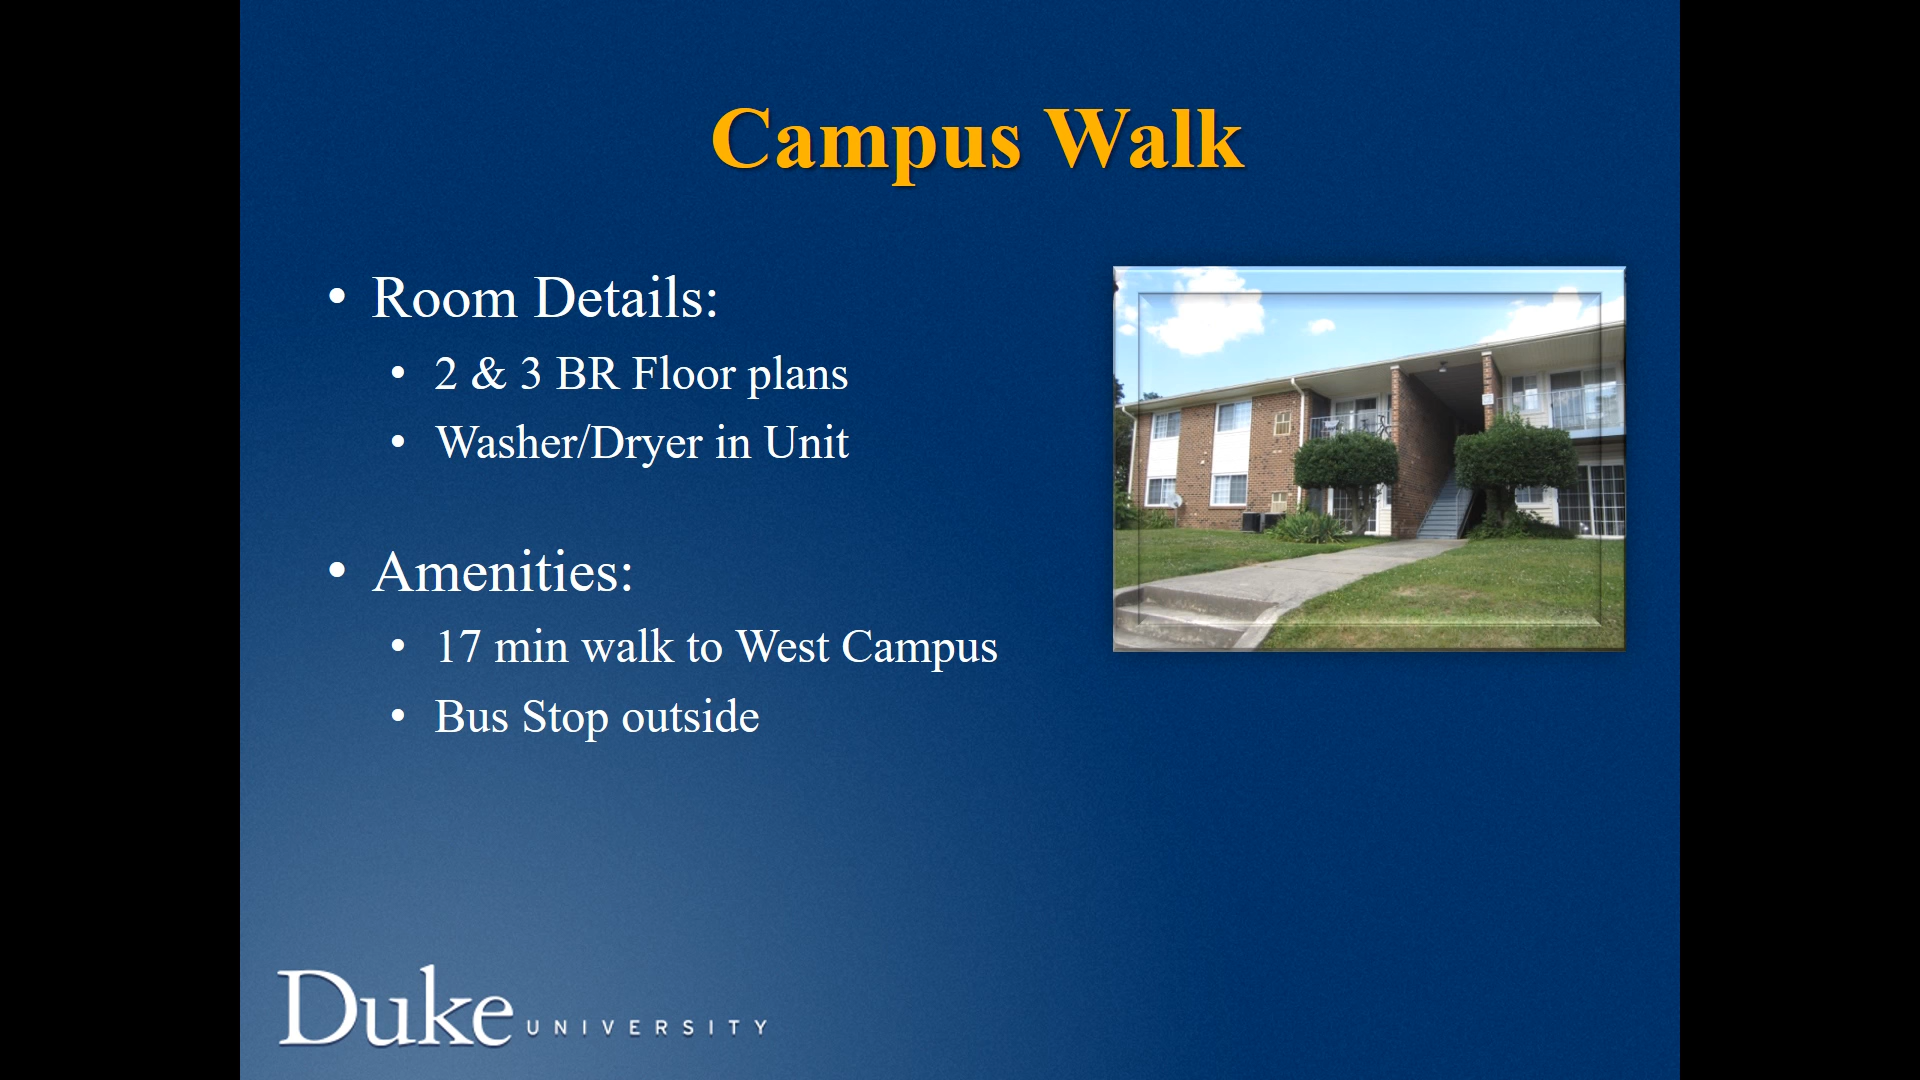 Campus Walk
• Room Details:
• 2 & 3 BR Floor plans
• Washer/Dryer in Unit
• Amenities:
• 17 min walk to West Campus
• Bus Stop outside
Duke UNIVERSITY